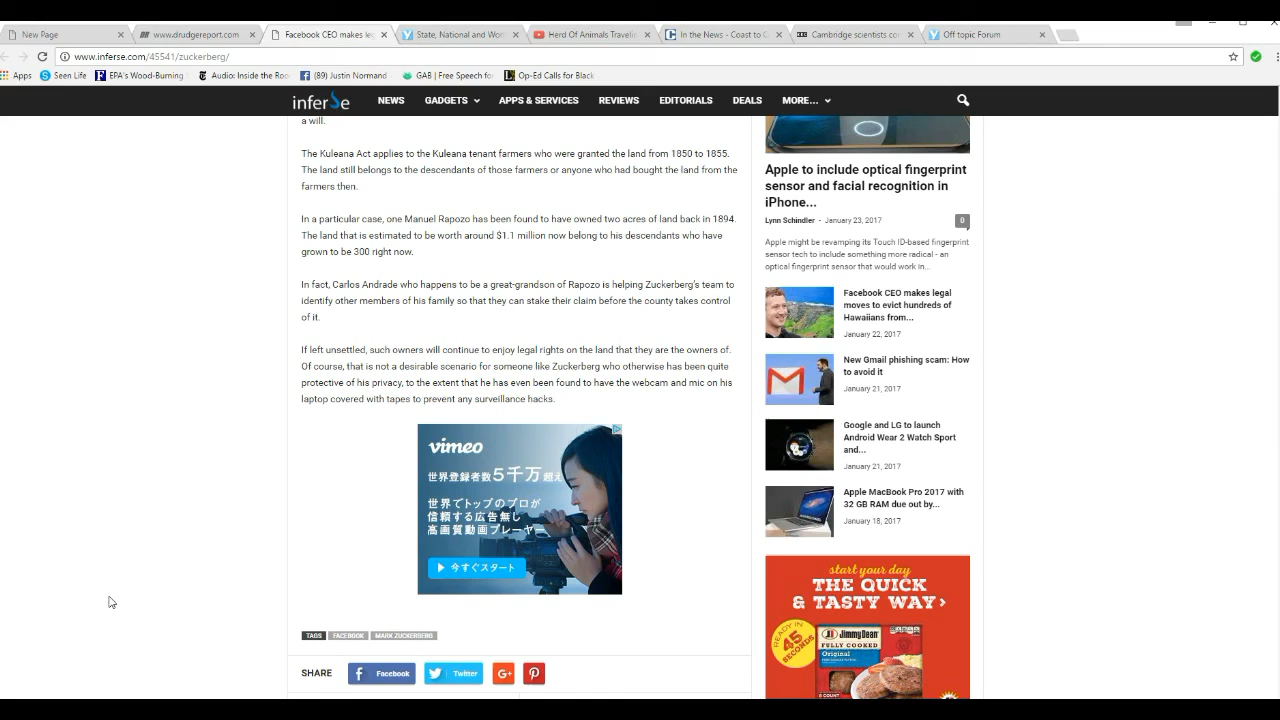 New Page
www.drudgereport.com
Facebook CEO makes leg
State, National and Worl
Herd Of Animals Travelin
In the News - Coast to C
Cambridge scientists co
Off topic Forum
www.inferse.com/45541/zuckerberg/
Apps
Seen Life
EPA's Wood-Burning
Audio: Inside the Roo
(89) Justin Normand
GAB | Free Speech fo
Op-Ed Calls for Black
inferse
NEWS
GADGETS
APPS & SERVICES
REVIEWS
EDITORIALS
DEALS
MORE...
a will.
The Kuleana Act applies to the Kuleana tenant farmers who were granted the land from 1850 to 1855.
The land still belongs to the descendants of those farmers or anyone who had bought the land from the
farmers then.
In a particular case, one Manuel Rapozo has been found to have owned two acres of land back in 1894.
The land that is estimated to be worth around $1.1 million now belong to his descendants who have
grown to be 300 right now.
In fact, Carlos Andrade who happens to be a great-grandson of Rapozo is helping Zuckerberg's team to
identify other members of his family so that they can stake their claim before the county takes control
of it.
If left unsettled, such owners will continue to enjoy legal rights on the land that they are the owners of.
Of course, that is not a desirable scenario for someone like Zuckerberg who otherwise has been quite
protective of his privacy, to the extent that he has even been found to have the webcam and mic on his
laptop covered with tapes to prevent any surveillance hacks.
vimeo
世界登録者数5千万超え
世界でトップのプロが
信頼する広告無し
高画質動画プレーヤー
今すぐスタート
TAGS
FACEBOOK
MARK ZUCKERBERG
SHARE
Facebook
Twitter
G+
Apple to include optical fingerprint
sensor and facial recognition in
iPhone...
Lynn Schindler - January 23, 2017
0
Apple might be revamping its Touch ID-based fingerprint
sensor tech to include something more radical - an
optical fingerprint sensor that would work in...
Facebook CEO makes legal
moves to evict hundreds of
Hawaiians from...
January 22, 2017
New Gmail phishing scam: How
to avoid it
January 21, 2017
Google and LG to launch
Android Wear 2 Watch Sport
and...
January 21, 2017
Apple MacBook Pro 2017 with
32 GB RAM due out by...
January 18, 2017
start your day
THE QUICK
& TASTY WAY
READY IN
45
SECONDS
Jimmy Dean
FULLY COOKED
Original